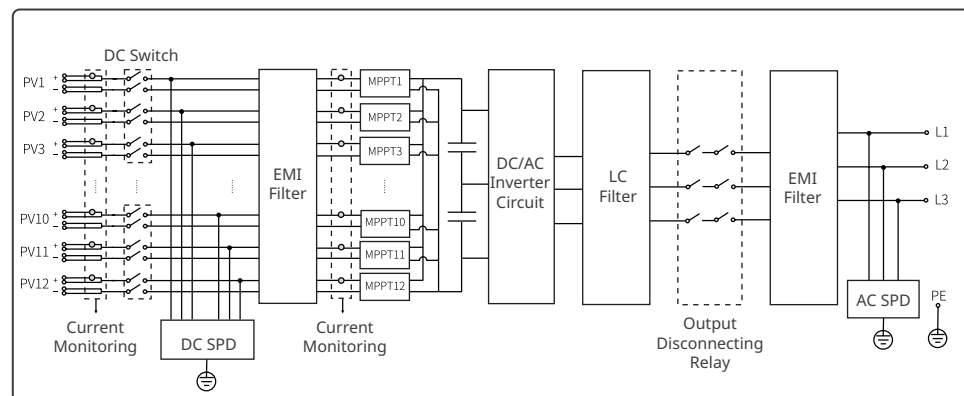 DC Switch
PV1 + −
PV2 + −
PV3 + −
PV10 + −
PV11 + −
PV12 + −
Current
Monitoring
DC SPD
EMI
Filter
Current
Monitoring
MPPT1
MPPT2
MPPT3
MPPT10
MPPT11
MPPT12
DC/AC
Inverter
Circuit
LC
Filter
Output
Disconnecting
Relay
EMI
Filter
L1
L2
L3
AC SPD
PE